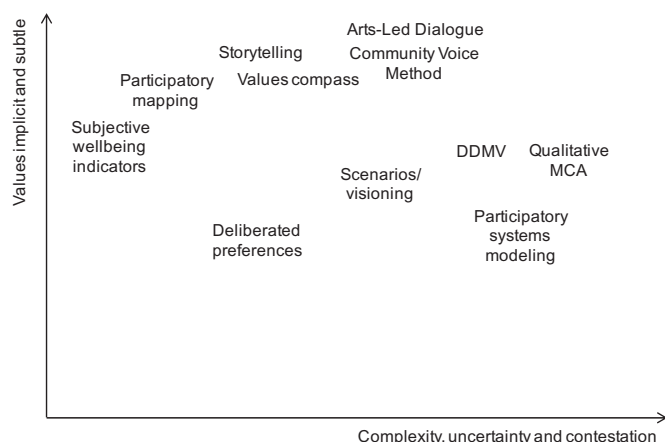 Values implicit and subtle
Arts-Led Dialogue
Storytelling
Community Voice
Method
Participatory
mapping
Values compass
Subjective
wellbeing
indicators
DDMV
Qualitative
MCA
Scenarios/
visioning
Deliberated
preferences
Participatory
systems
modeling
Complexity, uncertainty and contestation